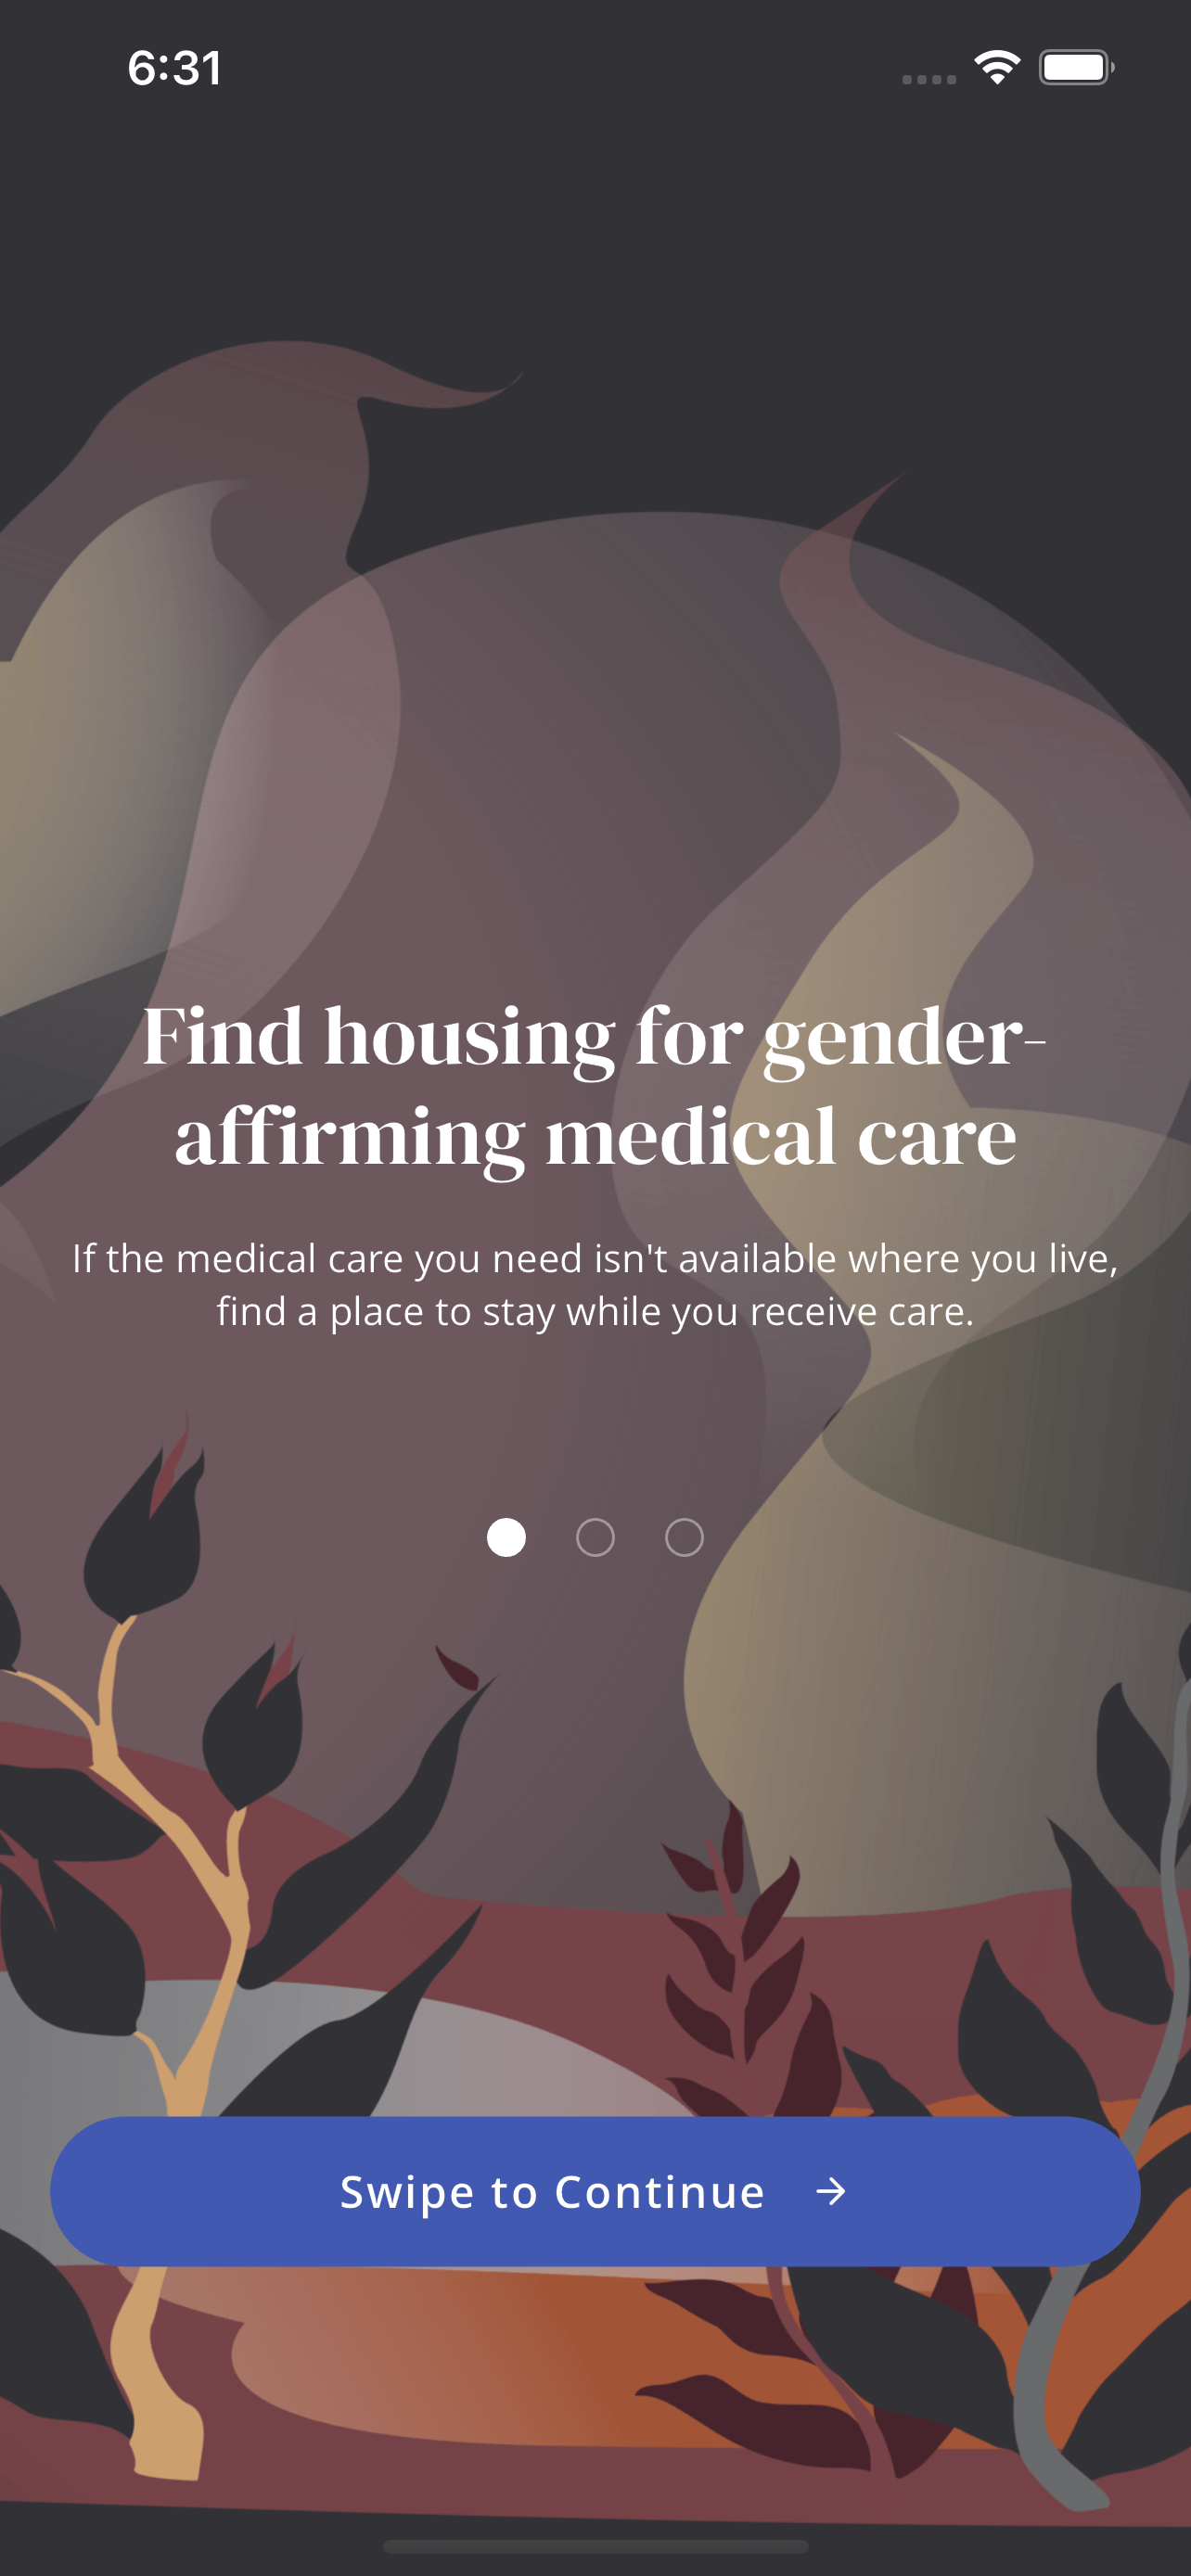 6:31
Find housing for gender-
affirming medical care
If the medical care you need isn't available where you live,
find a place to stay while you receive care.
Swipe to Continue →